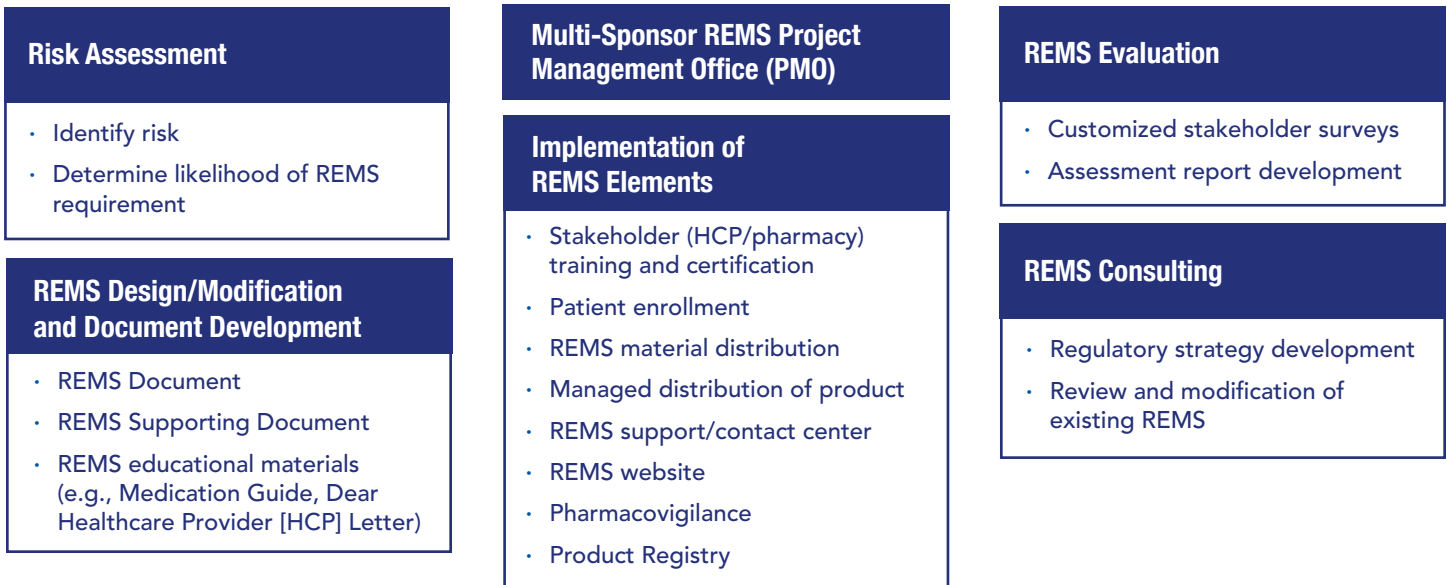 Risk Assessment
· Identify risk
· Determine likelihood of REMS
requirement
REMS Design/Modification
and Document Development
· REMS Document
· REMS Supporting Document
· REMS educational materials
(e.g., Medication Guide, Dear
Healthcare Provider [HCP] Letter)
Multi-Sponsor REMS Project
Management Office (PMO)
Implementation of
REMS Elements
· Stakeholder (HCP/pharmacy)
training and certification
· Patient enrollment
· REMS material distribution
· Managed distribution of product
· REMS support/contact center
· REMS website
· Pharmacovigilance
· Product Registry
REMS Evaluation
· Customized stakeholder surveys
· Assessment report development
REMS Consulting
· Regulatory strategy development
· Review and modification of
existing REMS